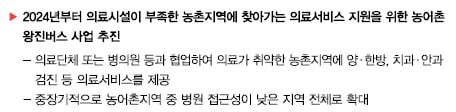 ▶ 2024년부터 의료시설이 부족한 농촌지역에 찾아가는 의료서비스 지원을 위한 농어촌
왕진버스 사업 추진
– 의료단체 또는 병의원 등과 협업하여 의료가 취약한 농촌지역에 양·한방, 치과·안과
검진 등 의료서비스를 제공
– 중장기적으로 농어촌지역 중 병원 접근성이 낮은 지역 전체로 확대